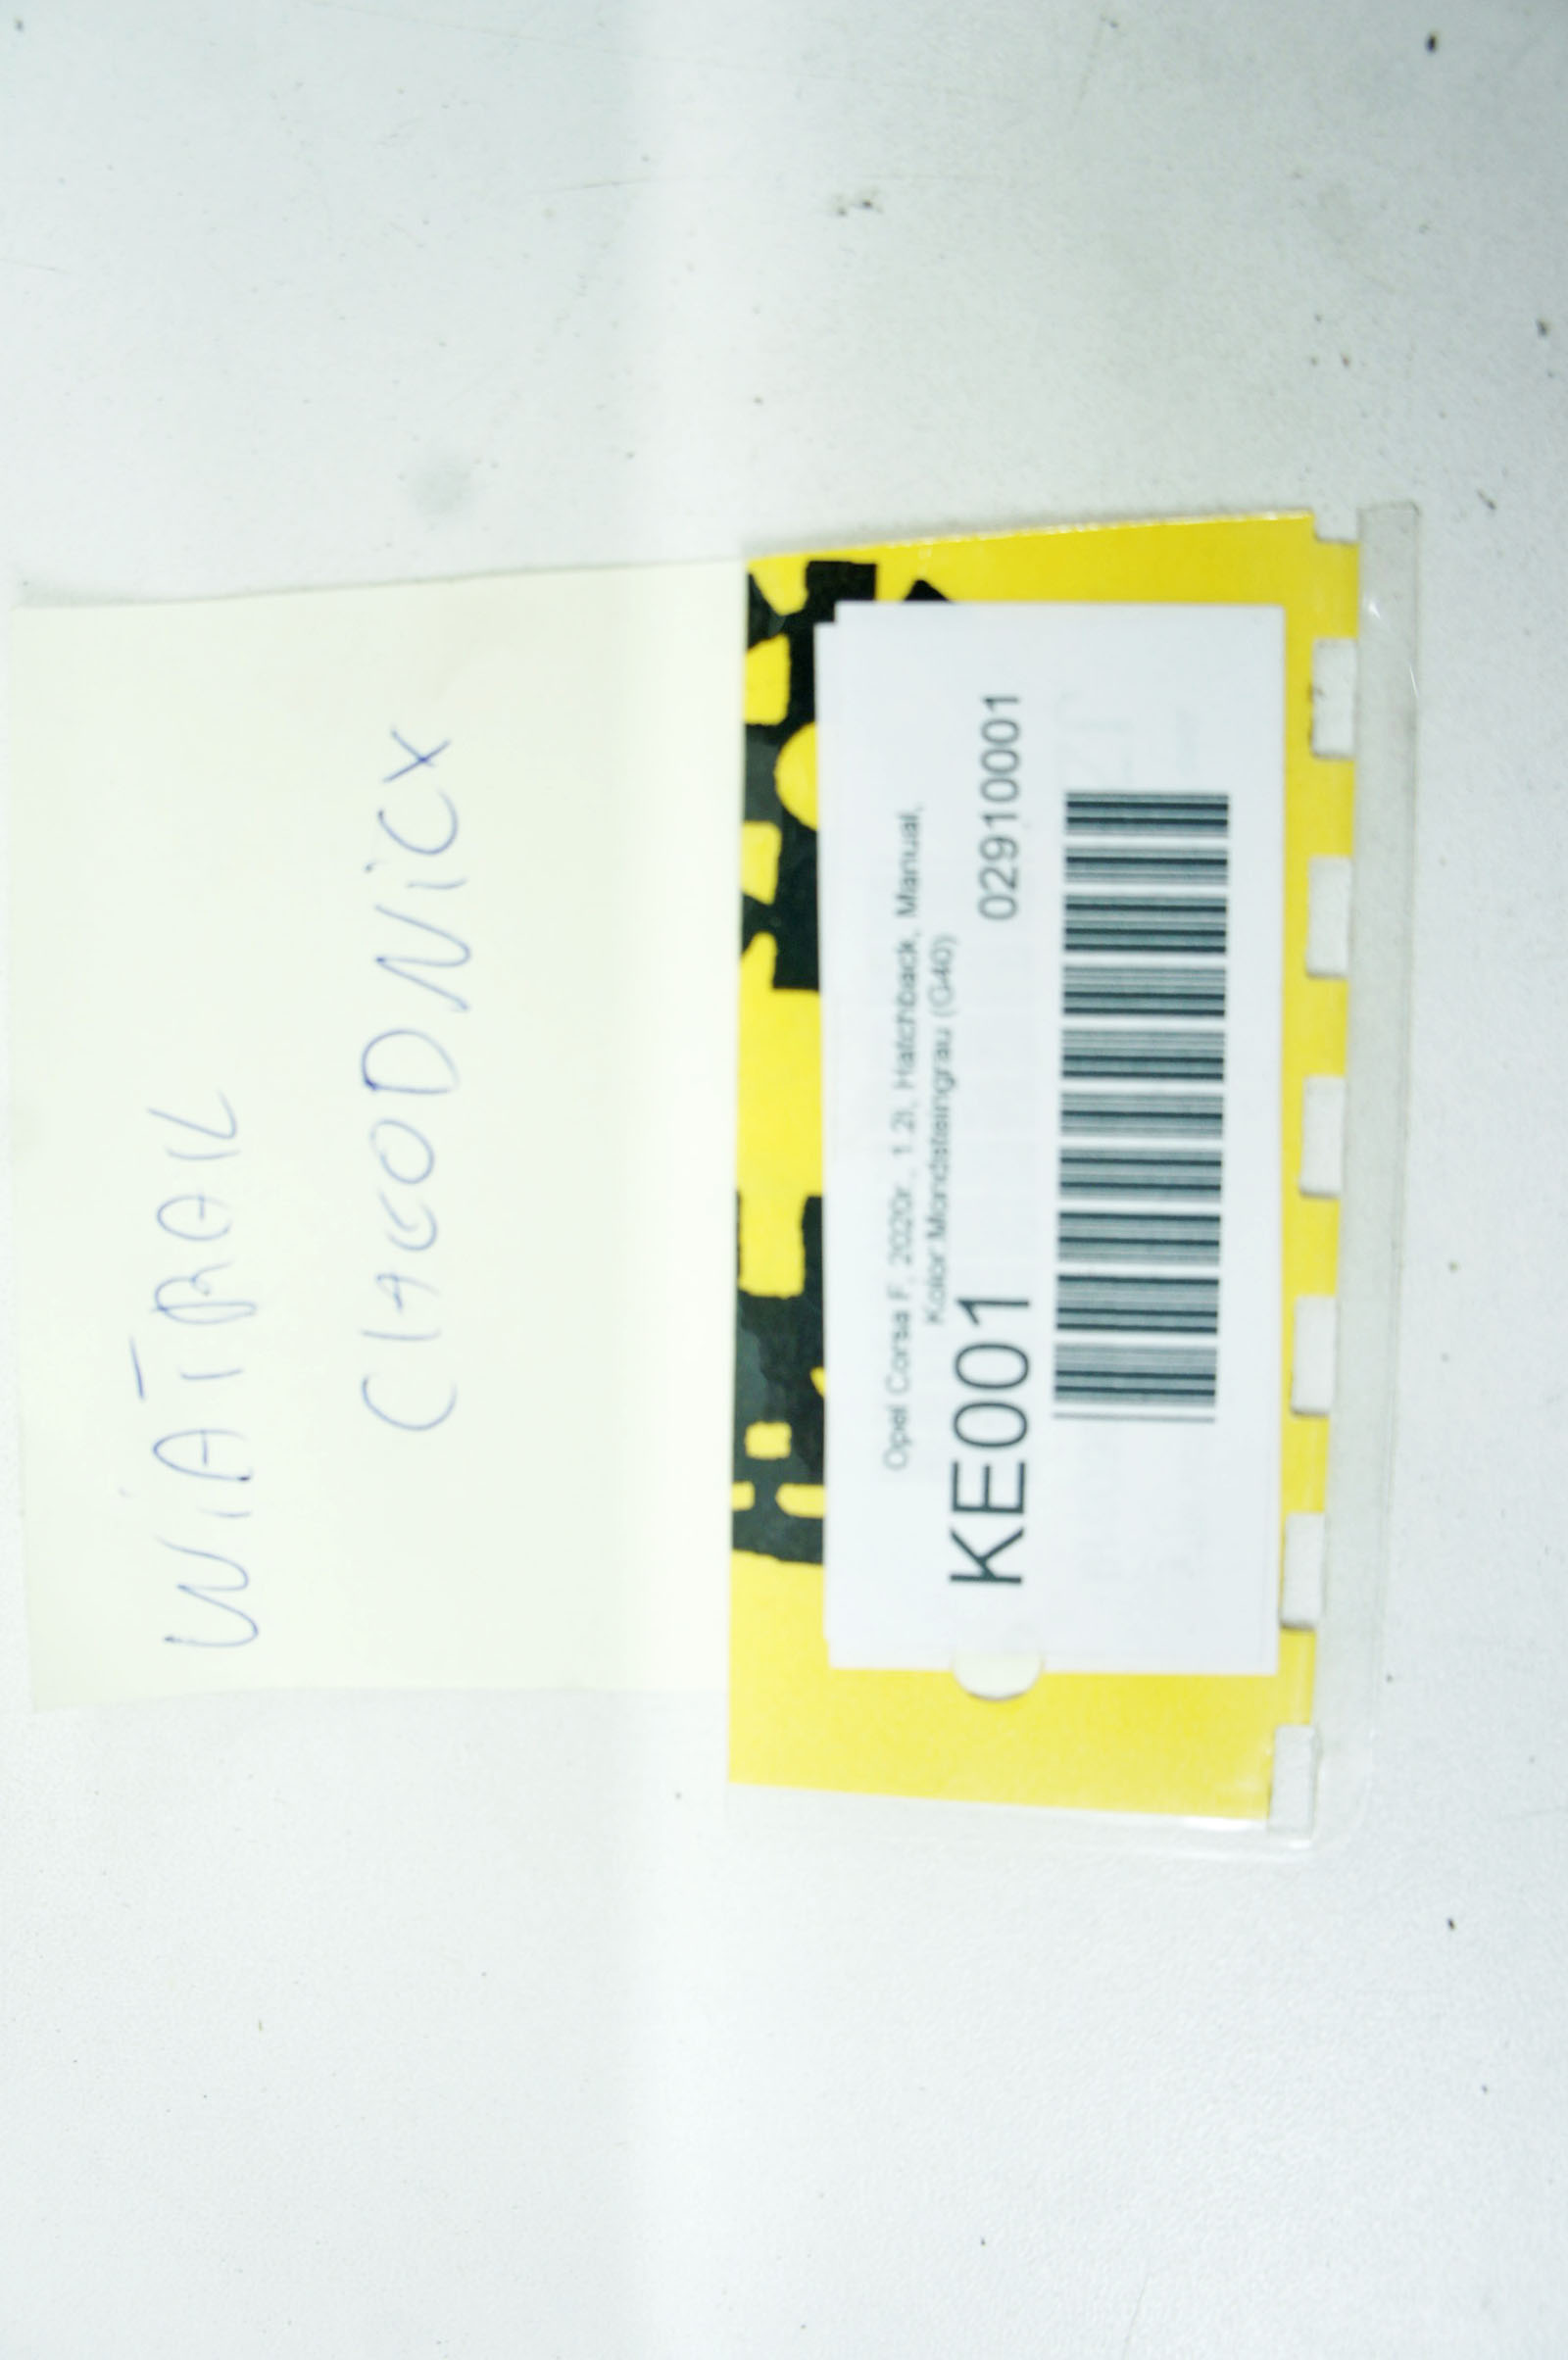 WiATRAK
CHŁODNICY
Opel Corsa F, 2020r., 1.2l, Hatchback, Manual,
Kolor Mondsteingrau (G40)
KE001 02910001